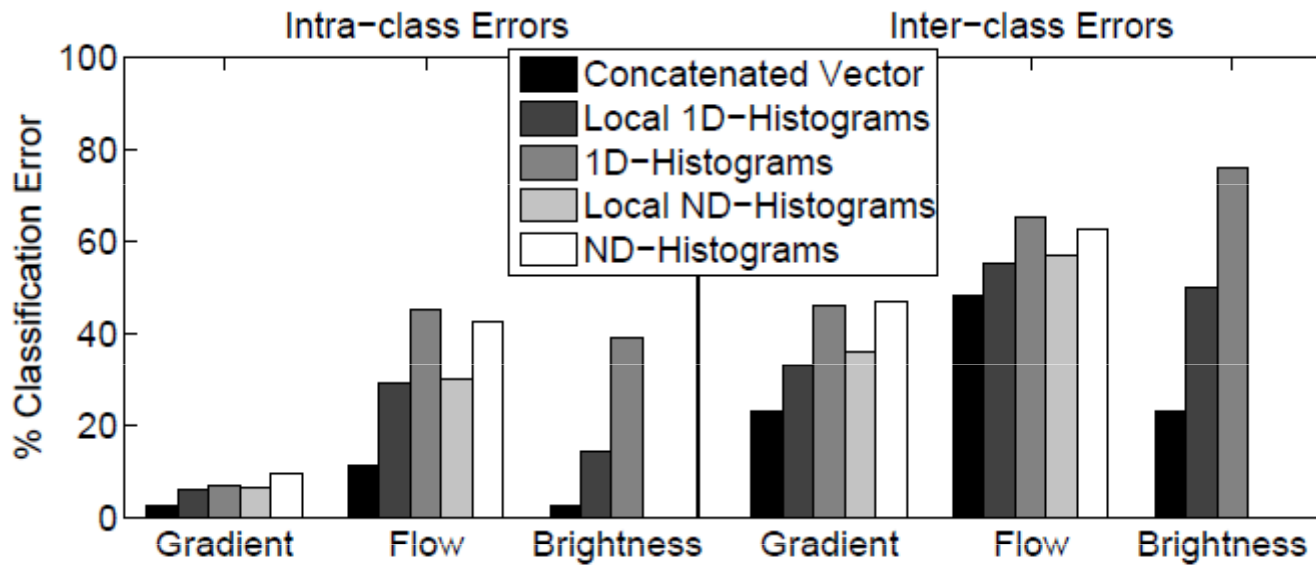 Intra-class Errors
Inter-class Errors
% Classification Error
100
80
60
40
20
0
Concatenated Vector
Local 1D-Histograms
1D-Histograms
Local ND-Histograms
ND-Histograms
Gradient
Flow
Brightness
Gradient
Flow
Brightness